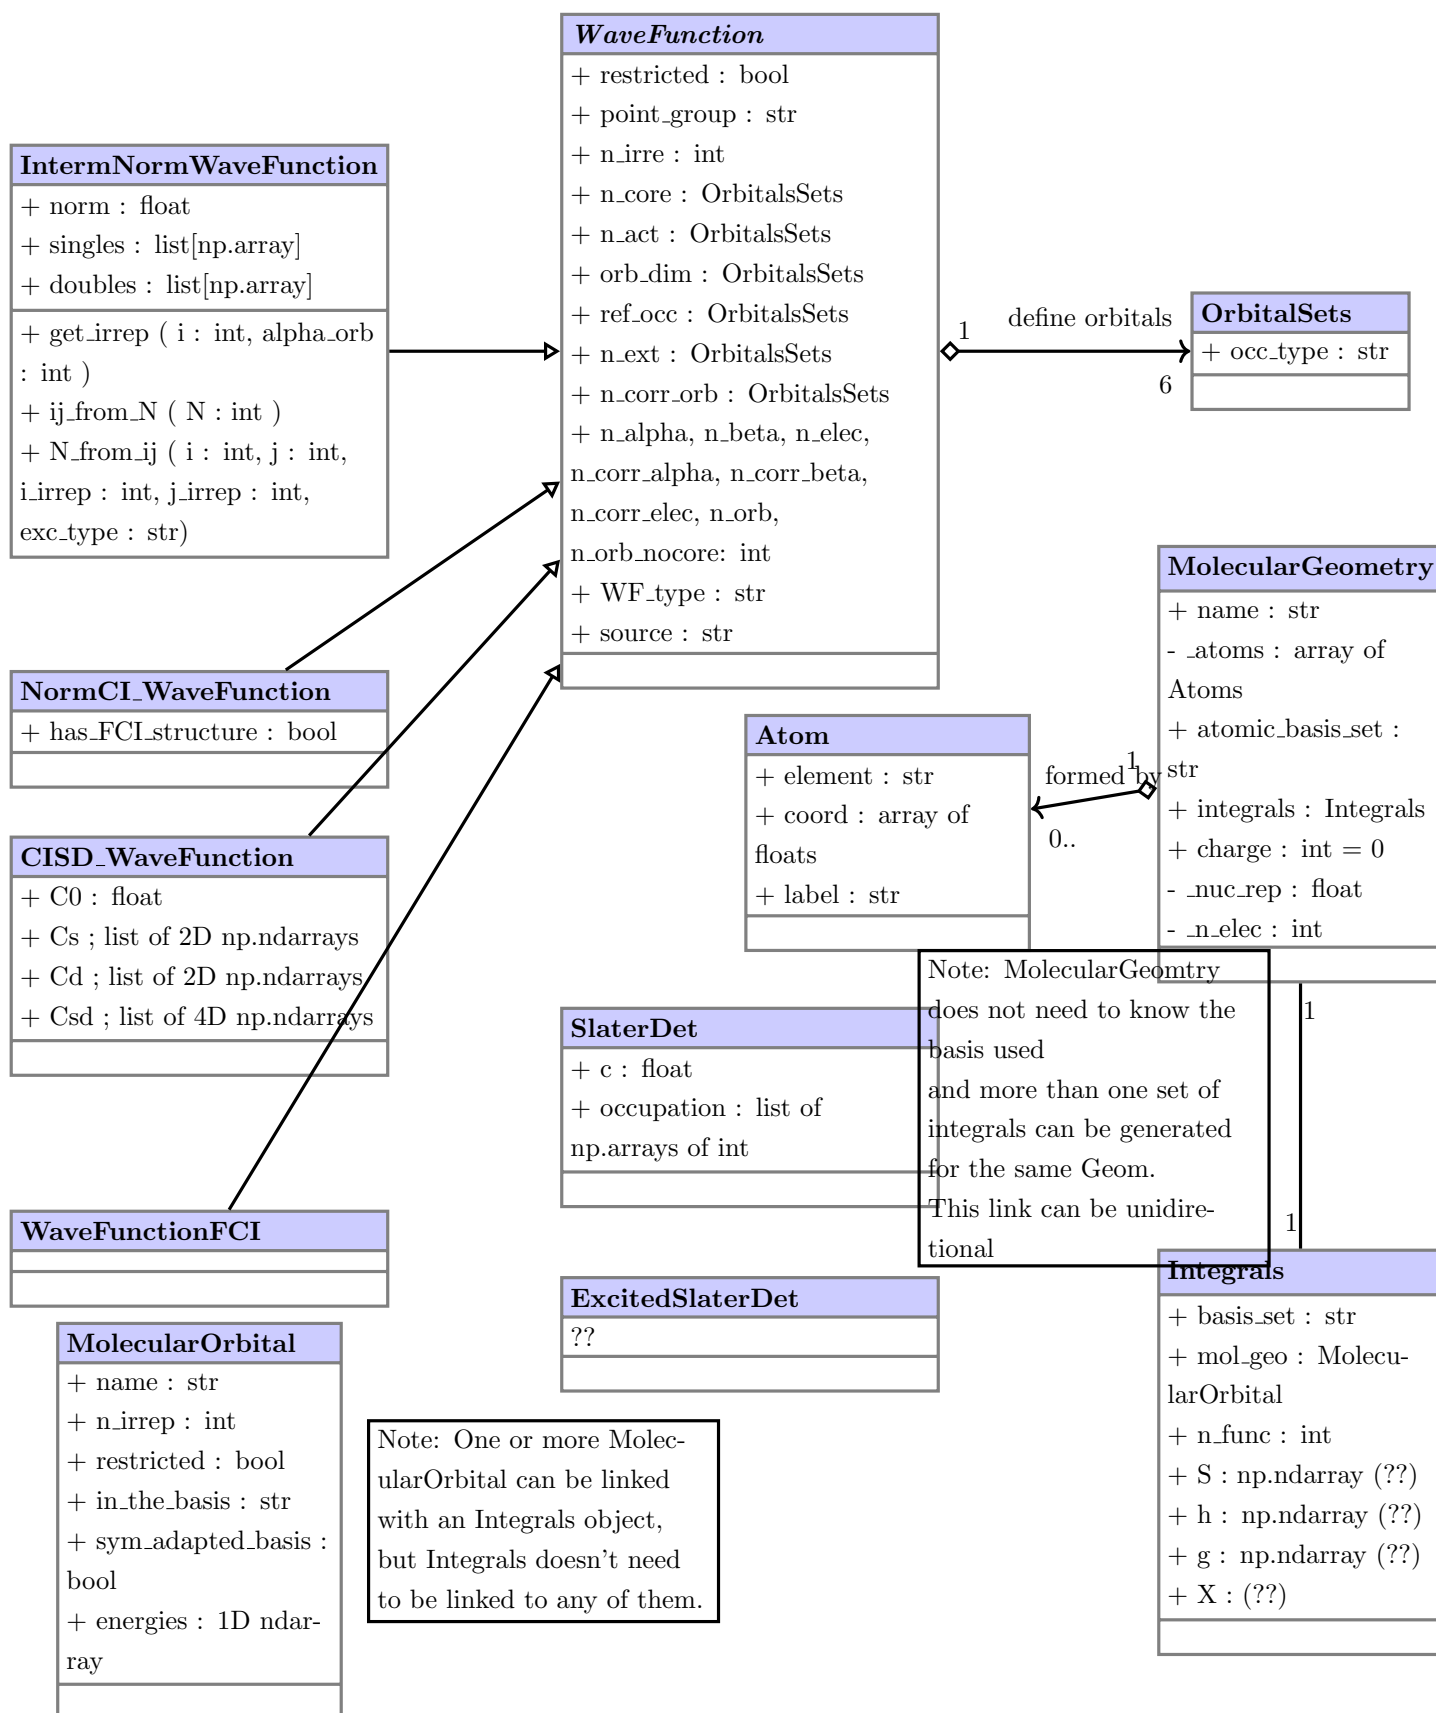 WaveFunction
+ restricted : bool
+ point_group : str
+ n_irre : int
+ n_core : OrbitalsSets
+ n_act : OrbitalsSets
+ orb_dim : OrbitalsSets
+ ref_occ : OrbitalsSets
+ n_ext : OrbitalsSets
+ n_corr_orb : OrbitalsSets
+ n_alpha, n_beta, n_elec,
n_corr_alpha, n_corr_beta,
n_corr_elec, n_orb,
n_orb_nocore: int
+ WF_type : str
+ source : str
IntermNormWaveFunction
+ norm : float
+ singles : list[np.array]
+ doubles : list[np.array]
+ get_irrep ( i : int, alpha_orb
: int )
+ ij_from_N ( N : int )
+ N_from_ij ( i : int, j : int,
i_irrep : int, j_irrep : int,
exc_type : str)
1
define orbitals
6
OrbitalSets
+ occ_type : str
NormCI_WaveFunction
+ has_FCI_structure : bool
CISD_WaveFunction
+ C0 : float
+ Cs ; list of 2D np.ndarrays
+ Cd ; list of 2D np.ndarrays
+ Csd ; list of 4D np.ndarrays
WaveFunctionFCI
MolecularGeometry
+ name : str
- _atoms : array of
Atoms
+ atomic_basis_set :
str
+ integrals : Integrals
+ charge : int = 0
- _nuc_rep : float
- _n_elec : int
Atom
+ element : str
+ coord : array of
floats
+ label : str
1
formed by
0..
Note: MolecularGeomtry
does not need to know the
basis used
and more than one set of
integrals can be generated
for the same Geom.
This link can be unidire-
tional
1
1
SlaterDet
+ c : float
+ occupation : list of
np.arrays of int
ExcitedSlaterDet
??
Integrals
+ basis_set : str
+ mol_geo : Molecu-
larOrbital
+ n_func : int
+ S : np.ndarray (??)
+ h : np.ndarray (??)
+ g : np.ndarray (??)
+ X : (??)
MolecularOrbital
+ name : str
+ n_irrep : int
+ restricted : bool
+ in_the_basis : str
+ sym_adapted_basis :
bool
+ energies : 1D ndar-
ray
Note: One or more Molec-
ularOrbital can be linked
with an Integrals object,
but Integrals doesn't need
to be linked to any of them.